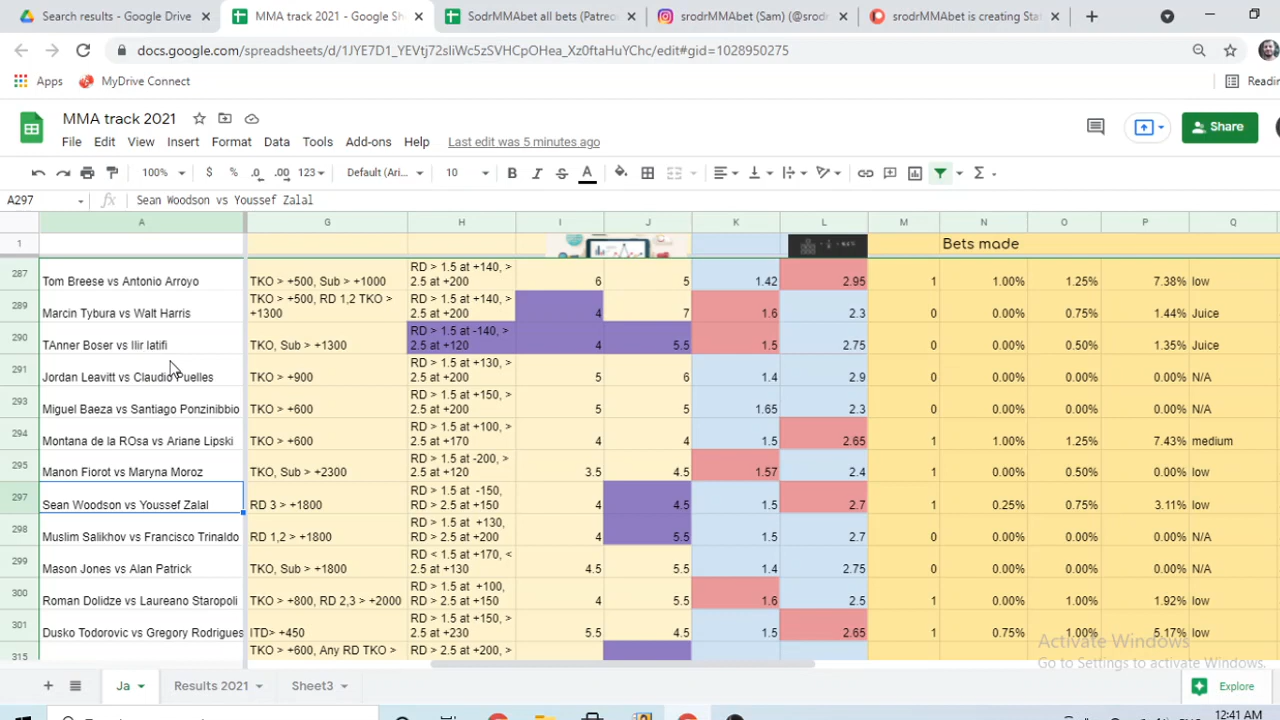 Search results - Google Drive
MMA track 2021 - Google Sh
SodrMMAbet all bets (Patreo
srodrMMAbet (Sam) (@srod
srodrMMAbet is creating Sta
docs.google.com/spreadsheets/d/1JYE7D1_YEVtj72sIiWc5zSVHCpOHea_Xz0ftaHuYChc/edit#gid=1028950275
Apps MyDrive Connect Readi
MMA track 2021
File Edit View Insert Format Data Tools Add-ons Help Last edit was 5 minutes ago
Share
100% $ % .0 .00 123 Default (Ari... 10 B I S A
A297 fx Sean Woodson vs Youssef Zalal
A G H I J K L M N O P Q
1 Bets made
RD > 1.5 at +140, >
287 Tom Breese vs Antonio Arroyo TKO > +500, Sub > +1000 2.5 at +200 6 5 1.42 2.95 1 1.00% 1.25% 7.38% low
TKO > +500, RD 1,2 TKO > RD > 1.5 at +140, >
289 Marcin Tybura vs Walt Harris +1300 2.5 at +200 4 7 1.6 2.3 0 0.00% 0.75% 1.44% Juice
RD > 1.5 at -140, >
290 TAnner Boser vs Ilir latifi TKO, Sub > +1300 2.5 at +120 4 5.5 1.5 2.75 0 0.00% 0.50% 1.35% Juice
RD > 1.5 at +130, >
291 Jordan Leavitt vs Claudio Puelles TKO > +900 2.5 at +200 5 6 1.4 2.9 0 0.00% 0.00% 0.00% N/A
RD > 1.5 at +150, >
293 Miguel Baeza vs Santiago Ponzinibbio TKO > +600 2.5 at +200 5 5 1.65 2.3 0 0.00% 0.00% 0.00% N/A
RD > 1.5 at +100, >
294 Montana de la ROsa vs Ariane Lipski TKO > +600 2.5 at +170 4 4 1.5 2.65 1 1.00% 1.25% 7.43% medium
RD > 1.5 at -200, >
295 Manon Fiorot vs Maryna Moroz TKO, Sub > +2300 2.5 at +120 3.5 4.5 1.57 2.4 1 0.00% 0.50% 0.00% low
RD > 1.5 at -150,
297 Sean Woodson vs Youssef Zalal RD 3 > +1800 RD > 2.5 at +150 4 4.5 1.5 2.7 1 0.25% 0.75% 3.11% low
RD > 1.5 at +130,
298 Muslim Salikhov vs Francisco Trinaldo RD 1,2 > +1800 RD > 2.5 at +200 4 5.5 1.5 2.7 0 0.00% 0.00% 0.00% N/A
RD < 1.5 at +170, <
299 Mason Jones vs Alan Patrick TKO, Sub > +1800 2.5 at +130 4.5 5.5 1.4 2.75 0 0.00% 0.00% 0.00% N/A
RD > 1.5 at +100,
300 Roman Dolidze vs Laureano Staropoli TKO > +800, RD 2,3 > +2000 RD > 2.5 at +150 4 5.5 1.6 2.5 1 0.00% 1.00% 1.92% low
RD > 1.5 at +150, >
301 Dusko Todorovic vs Gregory Rodrigues ITD> +450 2.5 at +230 5.5 4.5 1.5 2.65 1 0.75% 1.00% 5.17% low
315 TKO > +600, Any RD TKO > RD > 2.5 at +200, >
Activate Windows
Go to Settings to activate Windows.
Ja Results 2021 Sheet3 Explore
12:41 AM